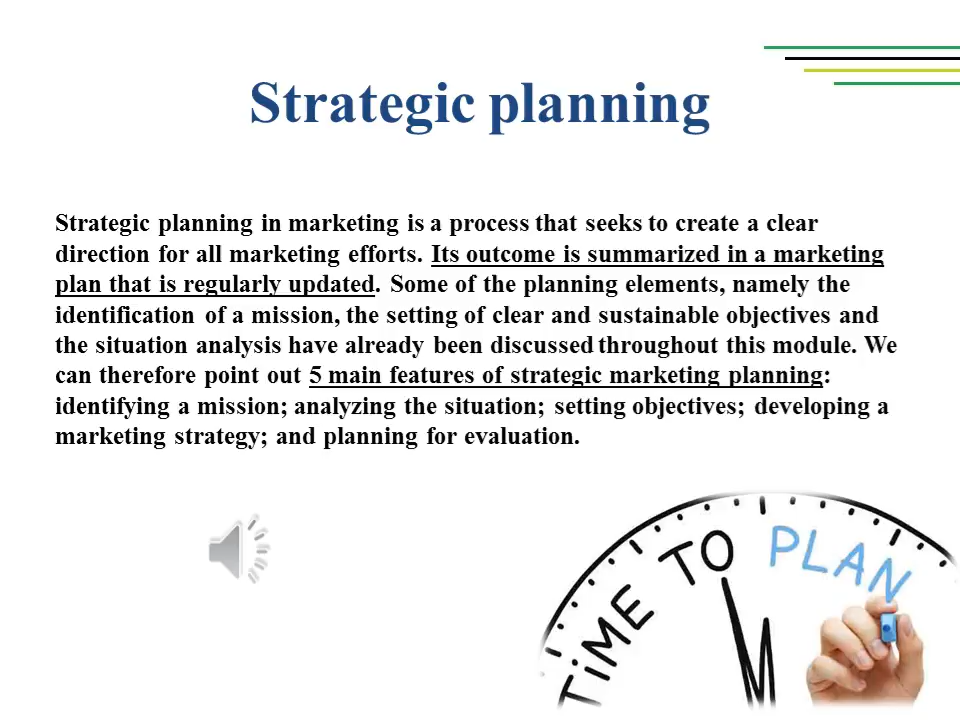 Strategic planning
Strategic planning in marketing is a process that seeks to create a clear
direction for all marketing efforts. Its outcome is summarized in a marketing
plan that is regularly updated. Some of the planning elements, namely the
identification of a mission, the setting of clear and sustainable objectives and
the situation analysis have already been discussed throughout this module. We
can therefore point out 5 main features of strategic marketing planning:
identifying a mission; analyzing the situation; setting objectives; developing a
marketing strategy; and planning for evaluation.
TiME TO PLAN